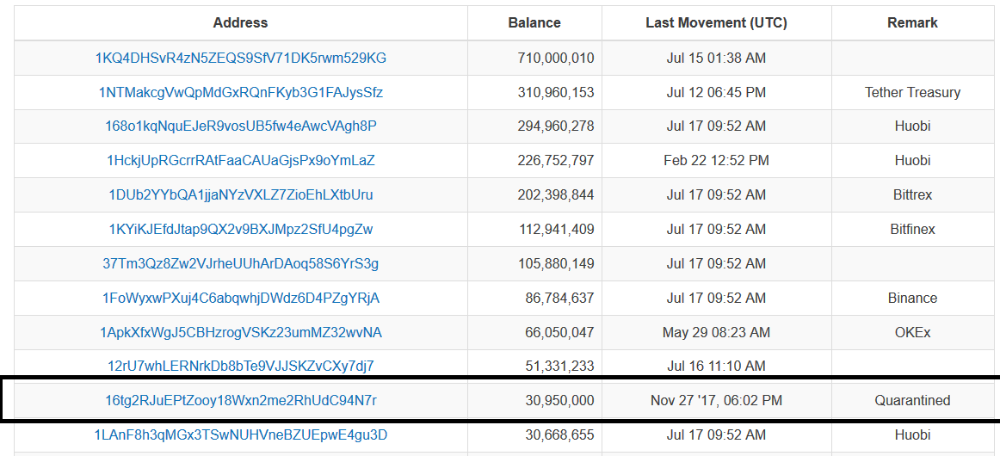 Address Balance Last Movement (UTC) Remark
1KQ4DHSvR4zN5ZEQS9SfV71DK5rwm529KG 710,000,010 Jul 15 01:38 AM
1NTMakcgVwQpMdGxRQnFKyb3G1FAJysSfz 310,960,153 Jul 12 06:45 PM Tether Treasury
168o1kqNquEJeR9vosUB5fw4eAwcVAgh8P 294,960,278 Jul 17 09:52 AM Huobi
1HckjUpRGcrrRAtFaaCAUaGjsPx9oYmLaZ 226,752,797 Feb 22 12:52 PM Huobi
1DUb2YYbQA1jjaNYzVXLZ7ZioEhLXtbUru 202,398,844 Jul 17 09:52 AM Bittrex
1KYiKJEfdJtap9QX2v9BXJMpz2SfU4pgZw 112,941,409 Jul 17 09:52 AM Bitfinex
37Tm3Qz8Zw2VJrheUUhArDAoq58S6YrS3g 105,880,149 Jul 17 09:52 AM
1FoWyxwPXuj4C6abqwhjDWdz6D4PZgYRjA 86,784,637 Jul 17 09:52 AM Binance
1ApkXfxWgJ5CBHzrogVSKz23umMZ32wvNA 66,050,047 May 29 08:23 AM OKEx
12rU7whLERNrkDb8bTe9VJJSKZvCXy7dj7 51,331,233 Jul 16 11:10 AM
16tg2RJuEPtZooy18Wxn2me2RhUdC94N7r 30,950,000 Nov 27 '17, 06:02 PM Quarantined
1LAnF8h3qMGx3TSwNUHVneBZUEpwE4gu3D 30,668,655 Jul 17 09:52 AM Huobi